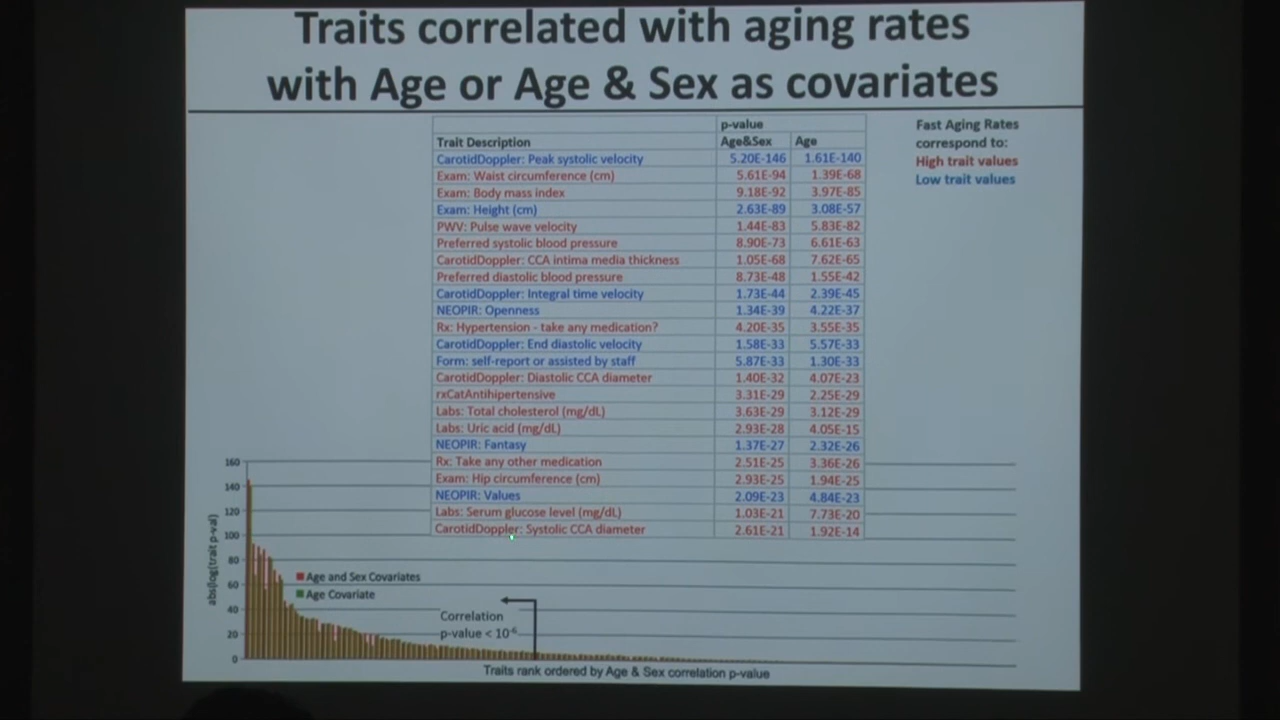 Traits correlated with aging rates
with Age or Age & Sex as covariates
p-value
Trait Description Age&Sex Age
CarotidDoppler: Peak systolic velocity 5.20E-146 1.61E-140
Exam: Waist circumference (cm) 5.61E-94 1.39E-68
Exam: Body mass index 9.18E-92 3.97E-85
Exam: Height (cm) 2.63E-89 3.08E-57
PWV: Pulse wave velocity 1.44E-83 5.83E-82
Preferred systolic blood pressure 8.90E-73 6.61E-63
CarotidDoppler: CCA intima media thickness 1.05E-68 7.62E-65
Preferred diastolic blood pressure 8.73E-48 1.55E-42
CarotidDoppler: Integral time velocity 1.73E-44 2.39E-45
NEOPIR: Openness 1.34E-39 4.22E-37
Rx: Hypertension - take any medication? 4.20E-35 3.55E-35
CarotidDoppler: End diastolic velocity 1.58E-33 5.57E-33
Form: self-report or assisted by staff 5.87E-33 1.30E-33
CarotidDoppler: Diastolic CCA diameter 1.40E-32 4.07E-23
rxCatAntihipertensive 3.31E-29 2.25E-29
Labs: Total cholesterol (mg/dL) 3.63E-29 3.12E-29
Labs: Uric acid (mg/dL) 2.93E-28 4.05E-15
NEOPIR: Fantasy 1.37E-27 2.32E-26
Rx: Take any other medication 2.51E-25 3.36E-26
Exam: Hip circumference (cm) 2.93E-25 1.94E-25
NEOPIR: Values 2.09E-23 4.84E-23
Labs: Serum glucose level (mg/dL) 1.03E-21 7.73E-20
CarotidDoppler: Systolic CCA diameter 2.61E-21 1.92E-14
Fast Aging Rates
correspond to:
High trait values
Low trait values
abs(log(trait p-val)
160
140
120
100
80
60
40
20
0
Age and Sex Covariates
Age Covariate
Correlation
p-value < 10⁻⁶
Traits rank ordered by Age & Sex correlation p-value